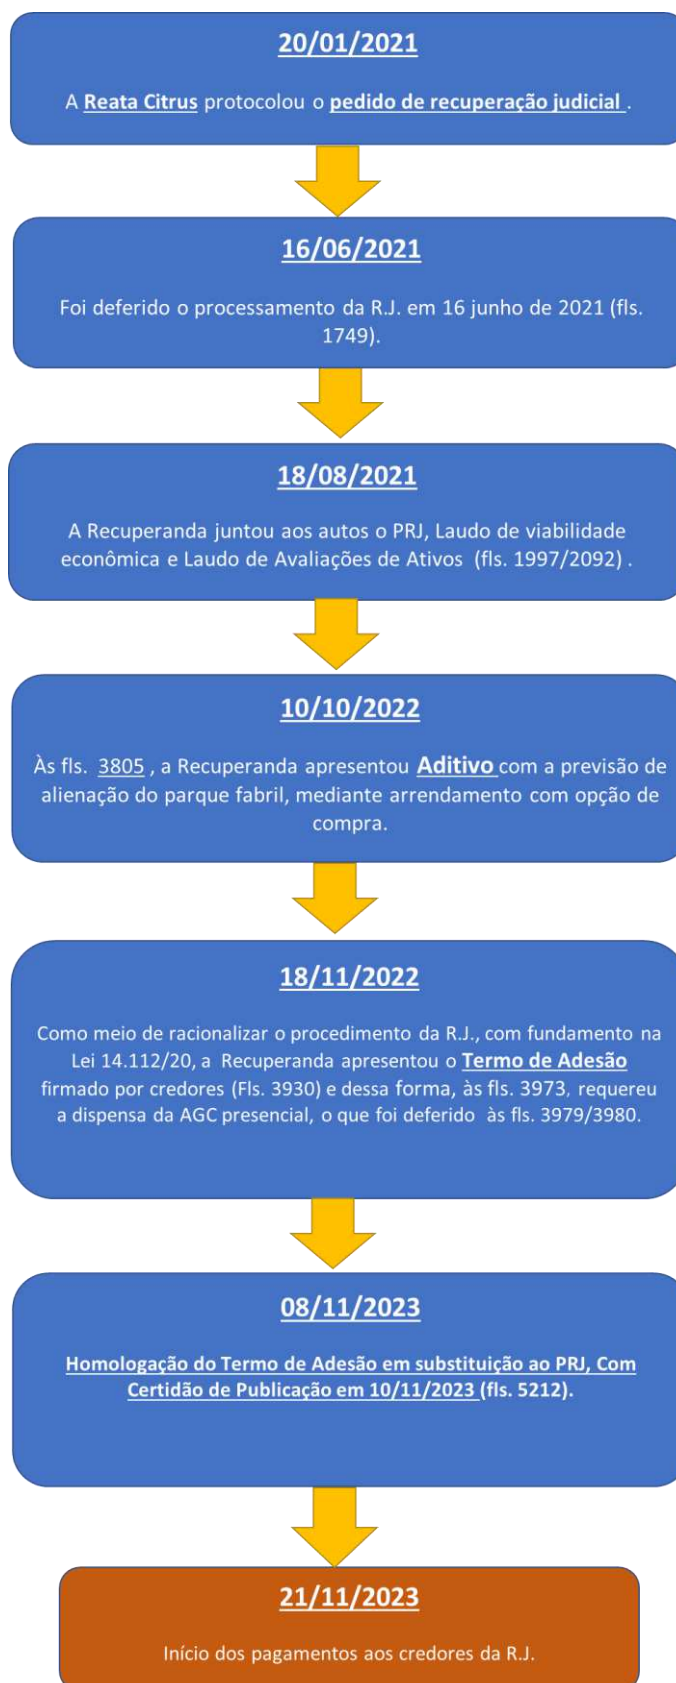 20/01/2021
A Reata Citrus protocolou o pedido de recuperação judicial .
16/06/2021
Foi deferido o processamento da R.J. em 16 junho de 2021 (fls.
1749).
18/08/2021
A Recuperanda juntou aos autos o PRJ, Laudo de viabilidade
econômica e Laudo de Avaliações de Ativos (fls. 1997/2092) .
10/10/2022
Às fls. 3805 , a Recuperanda apresentou Aditivo com a previsão de
alienação do parque fabril, mediante arrendamento com opção de
compra.
18/11/2022
Como meio de racionalizar o procedimento da R.J., com fundamento na
Lei 14.112/20, a Recuperanda apresentou o Termo de Adesão
firmado por credores (Fls. 3930) e dessa forma, às fls. 3973, requereu
a dispensa da AGC presencial, o que foi deferido às fls. 3979/3980.
08/11/2023
Homologação do Termo de Adesão em substituição ao PRJ, Com
Certidão de Publicação em 10/11/2023 (fls. 5212).
21/11/2023
Início dos pagamentos aos credores da R.J.